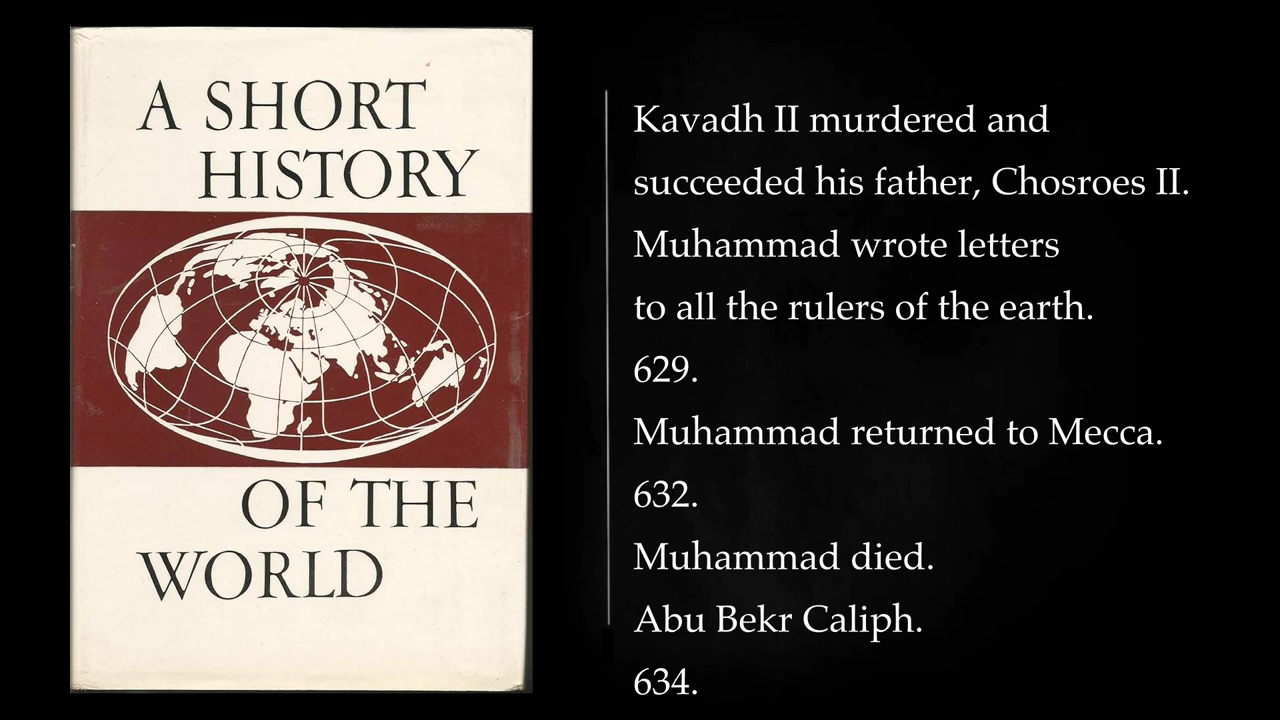 A SHORT
HISTORY
OF THE
WORLD
Kavadh II murdered and
succeeded his father, Chosroes II.
Muhammad wrote letters
to all the rulers of the earth.
629.
Muhammad returned to Mecca.
632.
Muhammad died.
Abu Bekr Caliph.
634.